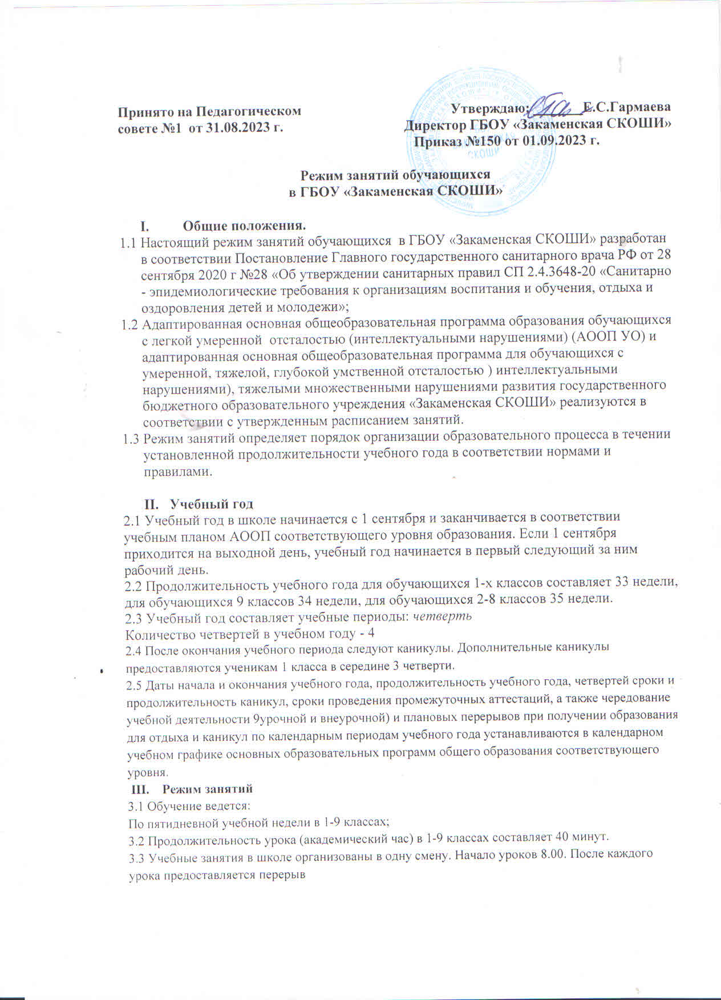 Принято на Педагогическом
совете №1 от 31.08.2023 г.
Утверждаю: Е.С.Гармаева
Директор ГБОУ «Закаменская СКОШИ»
Приказ №150 от 01.09.2023 г.
СКОШИ
Режим занятий обучающихся
в ГБОУ «Закаменская СКОШИ»
I. Общие положения.
1.1 Настоящий режим занятий обучающихся в ГБОУ «Закаменская СКОШИ» разработан
в соответствии Постановление Главного государственного санитарного врача РФ от 28
сентября 2020 г №28 «Об утверждении санитарных правил СП 2.4.3648-20 «Санитарно
- эпидемиологические требования к организациям воспитания и обучения, отдыха и
оздоровления детей и молодежи»;
1.2 Адаптированная основная общеобразовательная программа образования обучающихся
с легкой умеренной отсталостью (интеллектуальными нарушениями) (АООП УО) и
адаптированная основная общеобразовательная программа для обучающихся с
умеренной, тяжелой, глубокой умственной отсталостью ) интеллектуальными
нарушениями), тяжелыми множественными нарушениями развития государственного
бюджетного образовательного учреждения «Закаменская СКОШИ» реализуются в
соответствии с утвержденным расписанием занятий.
1.3 Режим занятий определяет порядок организации образовательного процесса в течении
установленной продолжительности учебного года в соответствии нормами и
правилами.
II. Учебный год
2.1 Учебный год в школе начинается с 1 сентября и заканчивается в соответствии
учебным планом АООП соответствующего уровня образования. Если 1 сентября
приходится на выходной день, учебный год начинается в первый следующий за ним
рабочий день.
2.2 Продолжительность учебного года для обучающихся 1-х классов составляет 33 недели,
для обучающихся 9 классов 34 недели, для обучающихся 2-8 классов 35 недели.
2.3 Учебный год составляет учебные периоды: четверть
Количество четвертей в учебном году - 4
2.4 После окончания учебного периода следуют каникулы. Дополнительные каникулы
предоставляются ученикам 1 класса в середине 3 четверти.
2.5 Даты начала и окончания учебного года, продолжительность учебного года, четвертей сроки и
продолжительность каникул, сроки проведения промежуточных аттестаций, а также чередование
учебной деятельности 9урочной и внеурочной) и плановых перерывов при получении образования
для отдыха и каникул по календарным периодам учебного года устанавливаются в календарном
учебном графике основных образовательных программ общего образования соответствующего
уровня.
III. Режим занятий
3.1 Обучение ведется:
По пятидневной учебной недели в 1-9 классах;
3.2 Продолжительность урока (академический час) в 1-9 классах составляет 40 минут.
3.3 Учебные занятия в школе организованы в одну смену. Начало уроков 8.00. После каждого
урока предоставляется перерыв